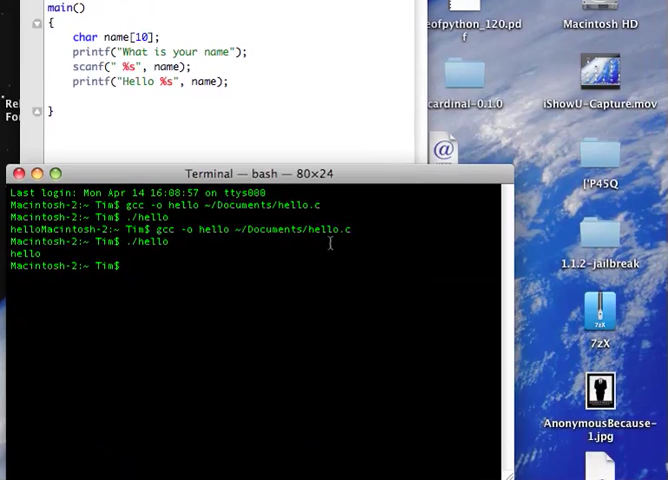 main()
{
char name[10];
printf("What is your name");
scanf(" %s", name);
printf("Hello %s", name);
}
Terminal — bash — 80×24
Last login: Mon Apr 14 16:08:57 on ttys000
Macintosh-2:~ Tim$ gcc -o hello ~/Documents/hello.c
Macintosh-2:~ Tim$ ./hello
helloMacintosh-2:~ Tim$ gcc -o hello ~/Documents/hello.c
Macintosh-2:~ Tim$ ./hello
hello
Macintosh-2:~ Tim$
eofpython_120.pd
f
Macintosh HD
cardinal-0.1.0
iShowU-Capture.mov
['P45Q
1.1.2-jailbreak
7zX
7zX
AnonymousBecause-
1.jpg